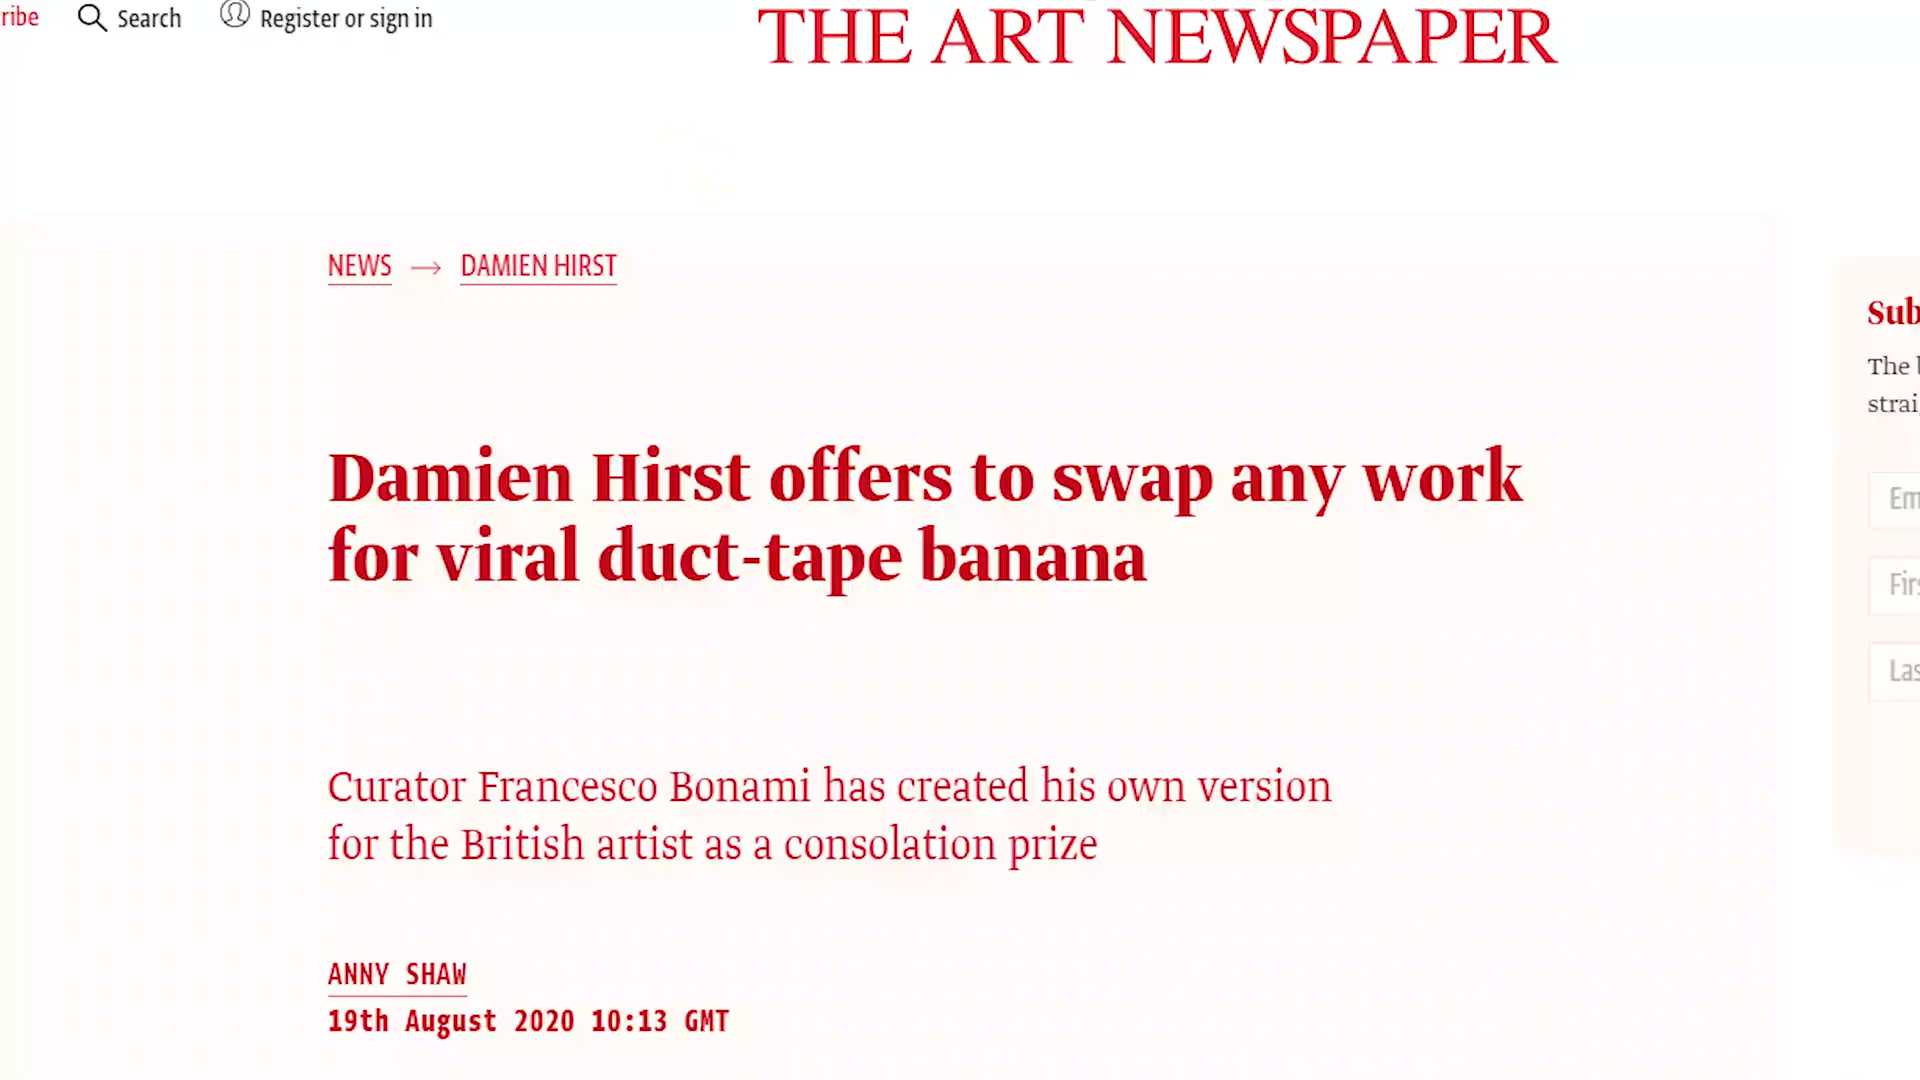 ribe Search Register or sign in
THE ART NEWSPAPER
NEWS → DAMIEN HIRST
Damien Hirst offers to swap any work
for viral duct-tape banana
Curator Francesco Bonami has created his own version
for the British artist as a consolation prize
ANNY SHAW
19th August 2020 10:13 GMT
Sub
The
strai
Em
Firs
Las